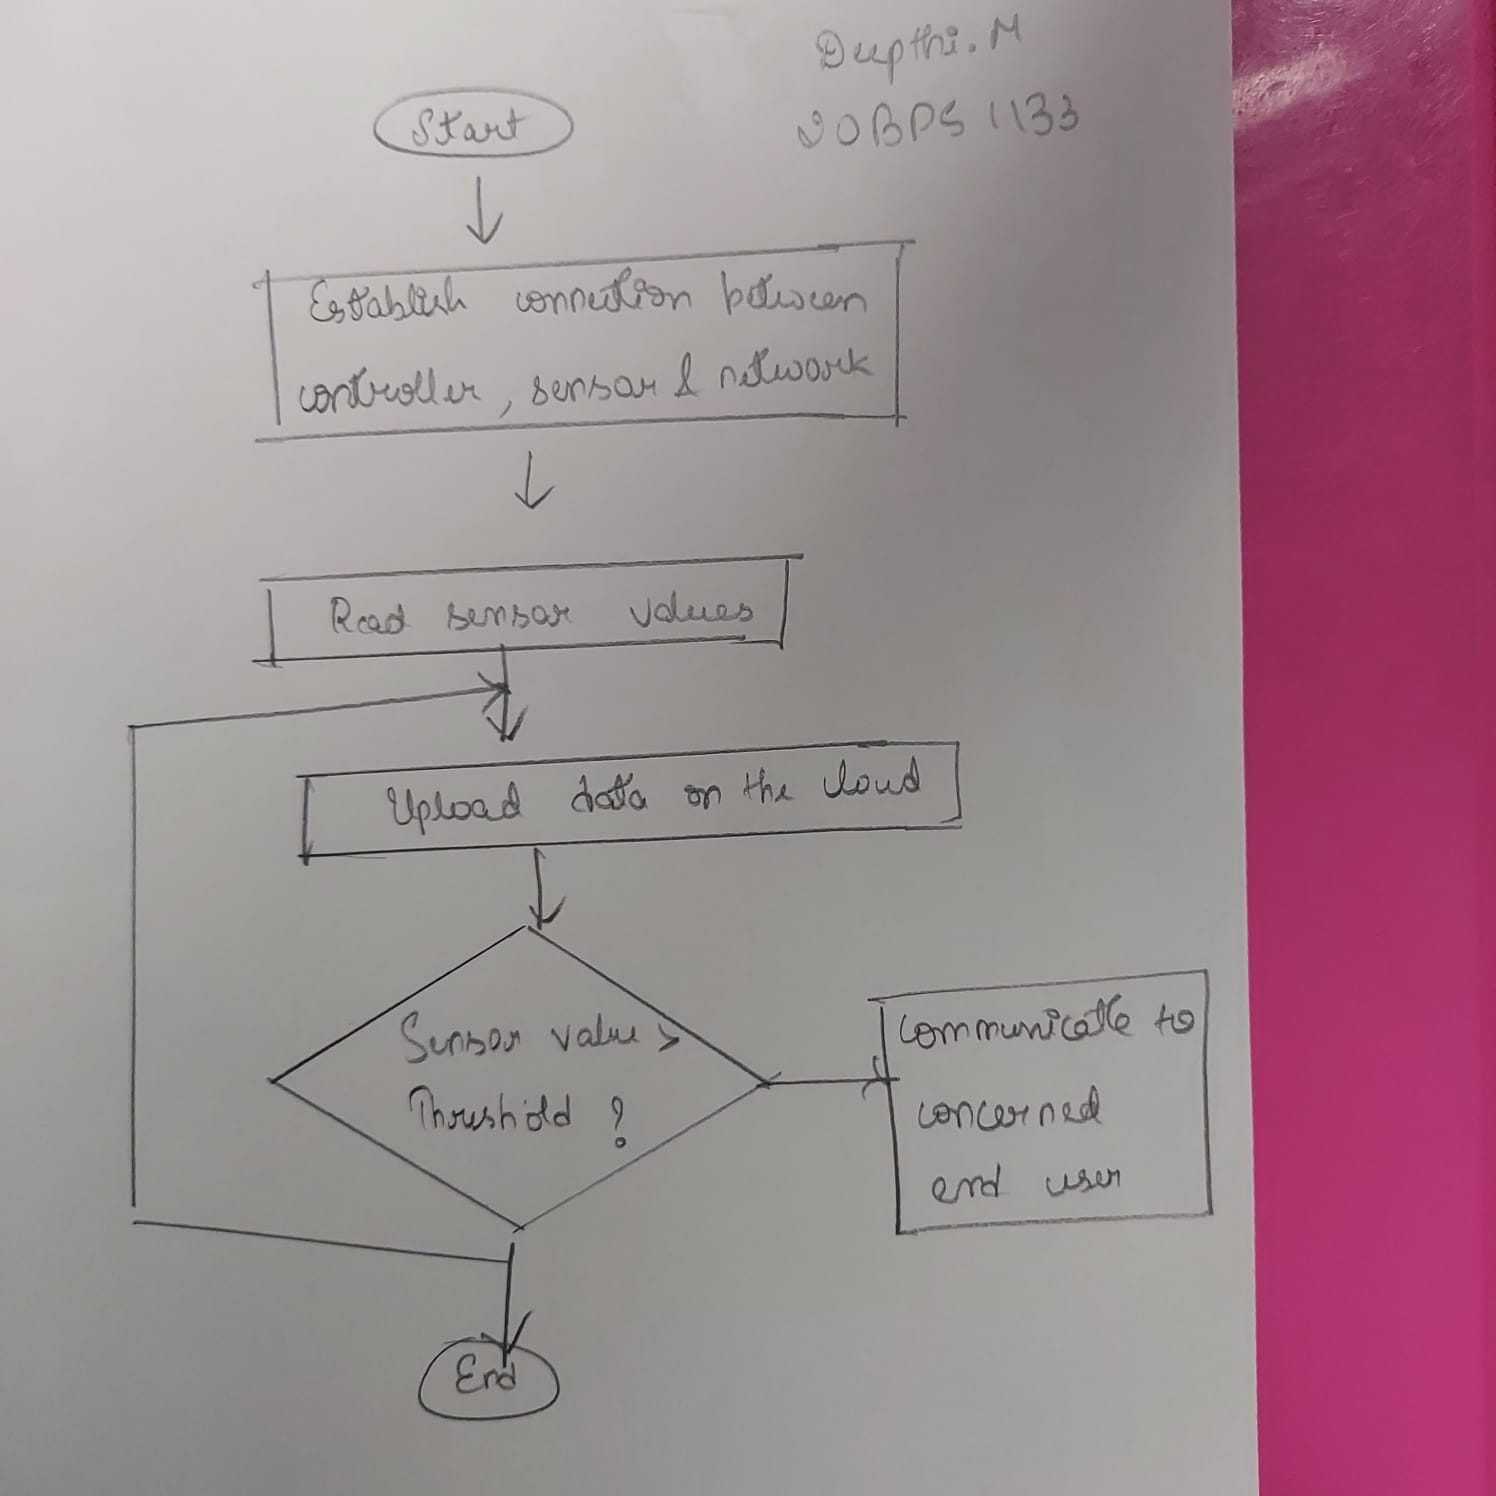 Deepthi.M
20BPS1133
Start
Establish connection between
controller, sensor & network
Read sensor values
Upload data on the cloud
Sensor value >
Threshold ?
Communicate to
concerned
end user
End